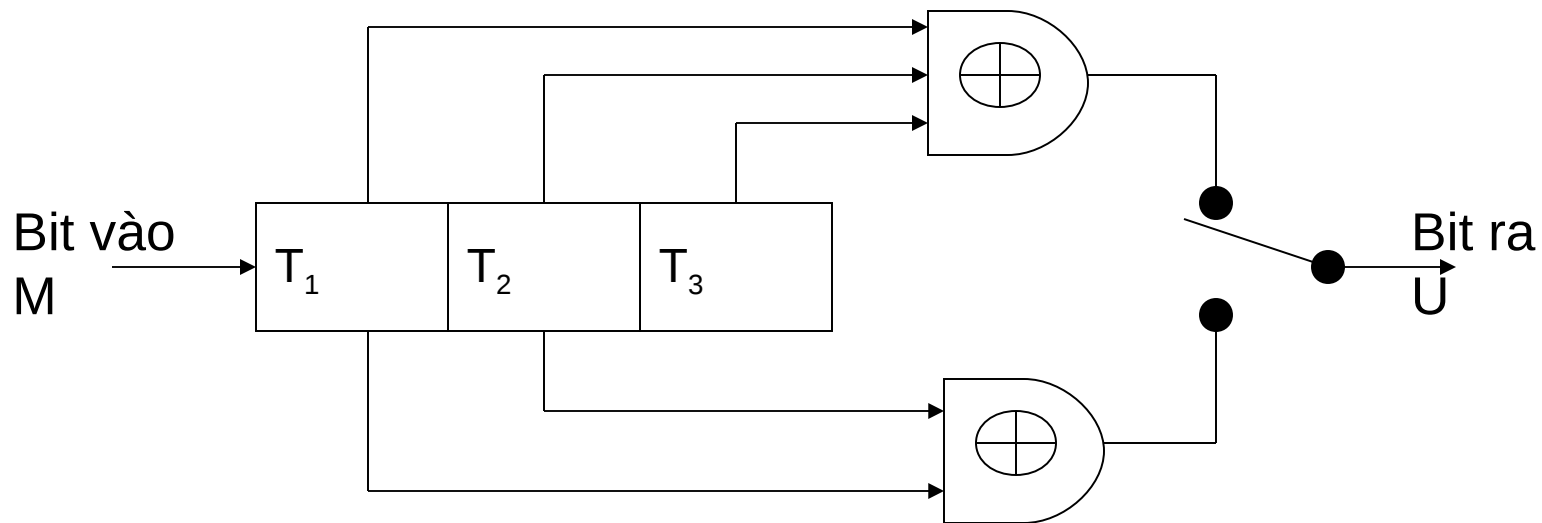 Bit vào
M
T₁
T₂
T₃
Bit ra
U